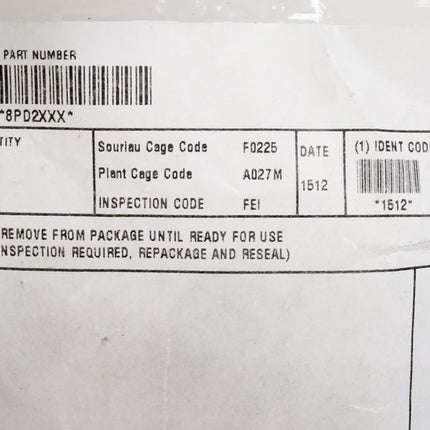 PART NUMBER
*8PD2XXX*
TITY
Souriau Cage Code F0225
Plant Cage Code A027M
INSPECTION CODE FEI
DATE
1512
(1) IDENT COD
*1512*
REMOVE FROM PACKAGE UNTIL READY FOR USE
NSPECTION REQUIRED, REPACKAGE AND RESEAL)